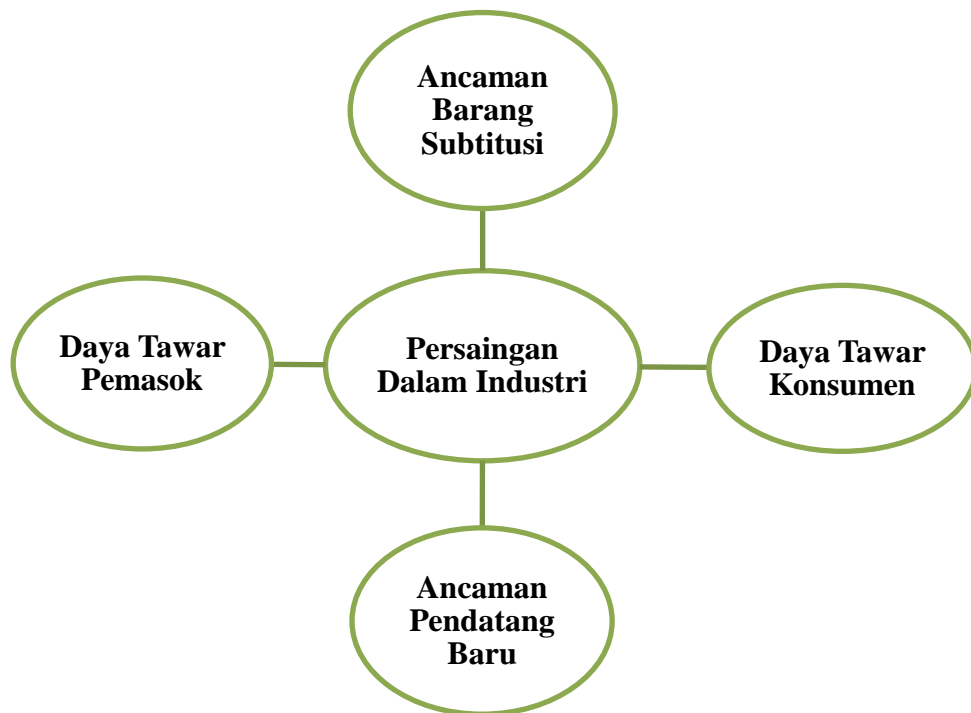 Ancaman
Barang
Subtitusi
Daya Tawar
Pemasok
Persaingan
Dalam Industri
Daya Tawar
Konsumen
Ancaman
Pendatang
Baru